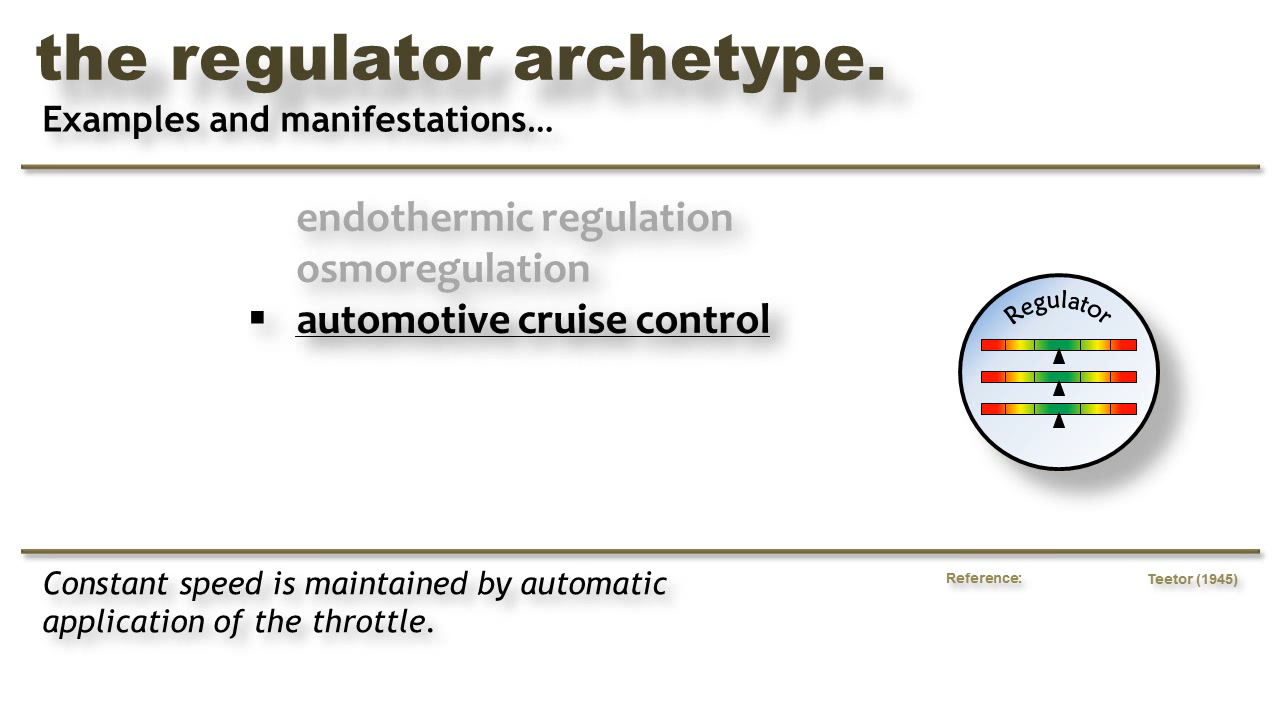 the regulator archetype.
Examples and manifestations…
endothermic regulation
osmoregulation
▪ automotive cruise control
Regulator
Constant speed is maintained by automatic
application of the throttle.
Reference: Teetor (1945)